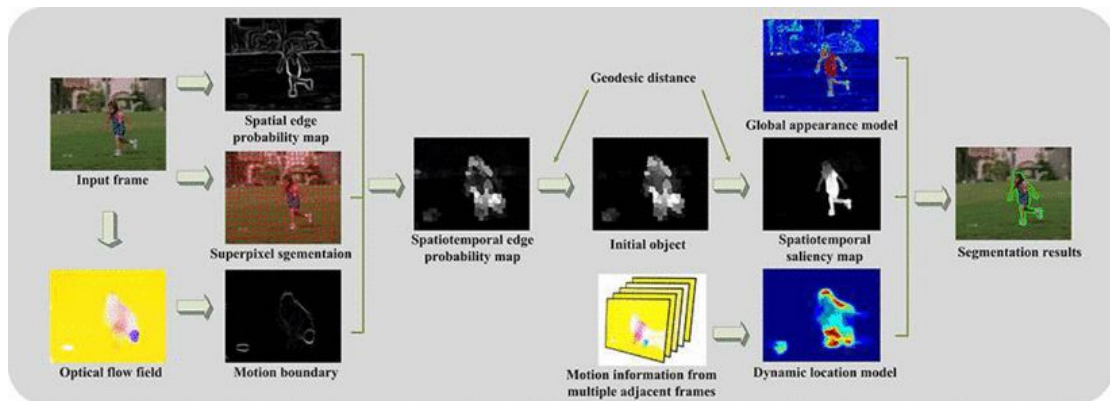 Input frame
Spatial edge
probability map
Superpixel sgementaion
Optical flow field
Motion boundary
Spatiotemporal edge
probability map
Geodesic distance
Initial object
Motion information from
multiple adjacent frames
Global appearance model
Spatiotemporal
saliency map
Dynamic location model
Segmentation results